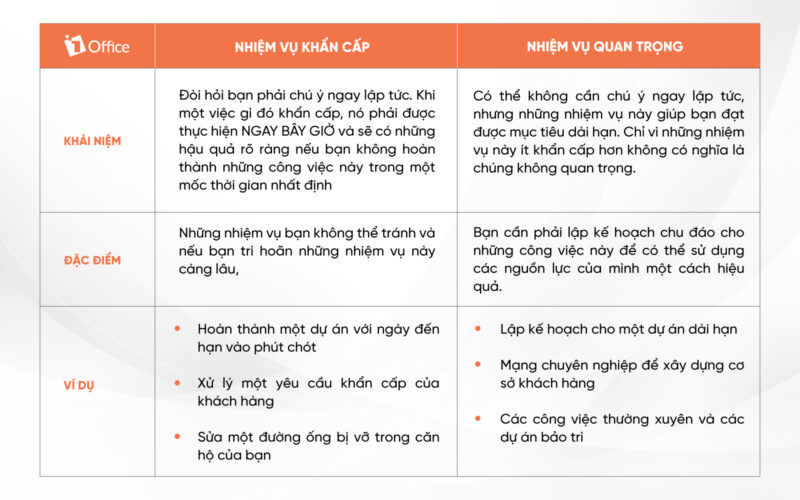 1Office
NHIỆM VỤ KHẨN CẤP
NHIỆM VỤ QUAN TRỌNG
KHÁI NIỆM
Đòi hỏi bạn phải chú ý ngay lập tức. Khi
một việc gì đó khẩn cấp, nó phải được
thực hiện NGAY BÂY GIỜ và sẽ có những
hậu quả rõ ràng nếu bạn không hoàn
thành những công việc này trong một
mốc thời gian nhất định
Có thể không cần chú ý ngay lập tức,
nhưng những nhiệm vụ này giúp bạn đạt
được mục tiêu dài hạn. Chỉ vì những nhiệm
vụ này ít khẩn cấp hơn không có nghĩa là
chúng không quan trọng.
ĐẶC ĐIỂM
Những nhiệm vụ bạn không thể tránh và
nếu bạn trì hoãn những nhiệm vụ này
càng lâu,
Bạn cần phải lập kế hoạch chu đáo cho
những công việc này để có thể sử dụng
các nguồn lực của mình một cách hiệu
quả.
VÍ DỤ
• Hoàn thành một dự án với ngày đến
hạn vào phút chót
• Xử lý một yêu cầu khẩn cấp của
khách hàng
• Sửa một đường ống bị vỡ trong căn
hộ của bạn
• Lập kế hoạch cho một dự án dài hạn
• Mạng chuyên nghiệp để xây dựng cơ
sở khách hàng
• Các công việc thường xuyên và các
dự án bảo trì